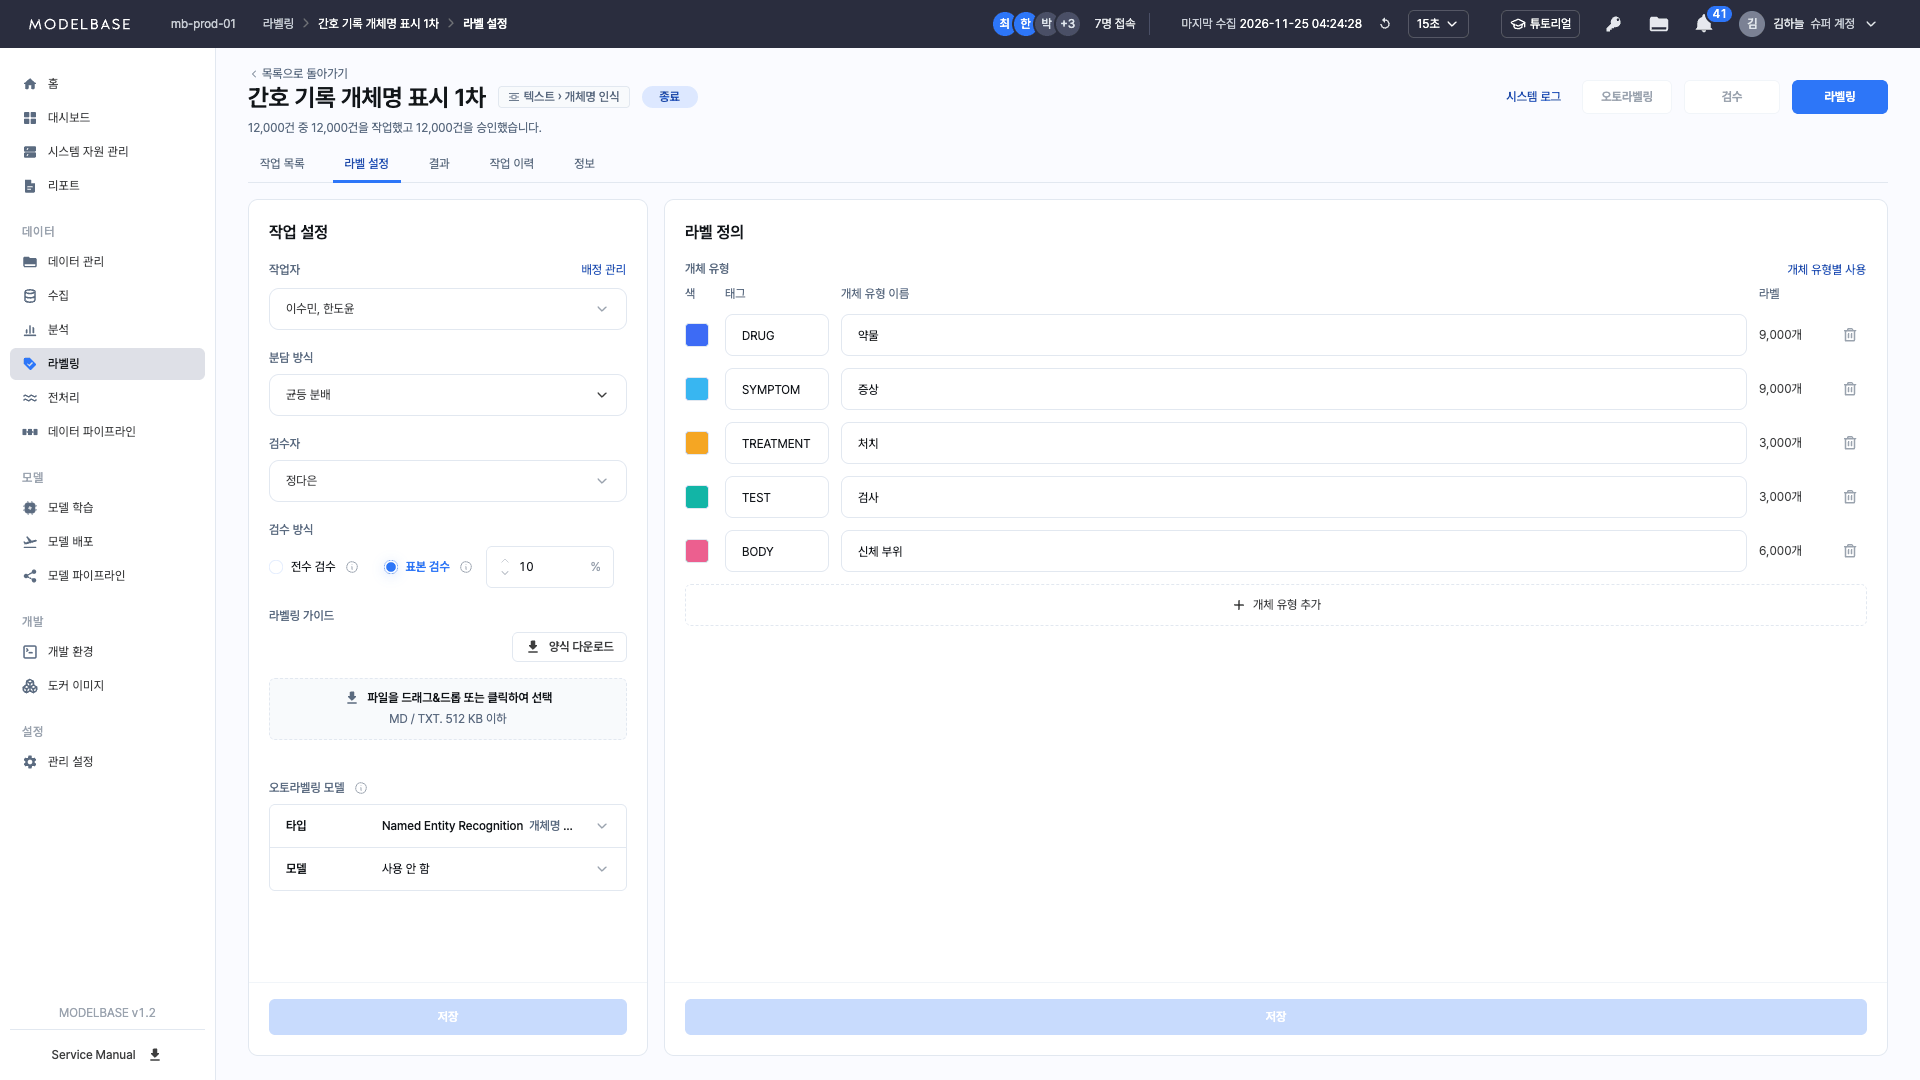 MODELBASE
mb-prod-01
라벨링 > 간호 기록 개체명 표시 1차 > 라벨 설정
최 한 박 +3 7명 접속
마지막 수집 2026-11-25 04:24:28
15초
튜토리얼
41
김 김하늘 슈퍼 계정
홈
대시보드
시스템 자원 관리
리포트
데이터
데이터 관리
수집
분석
라벨링
전처리
데이터 파이프라인
모델
모델 학습
모델 배포
모델 파이프라인
개발
개발 환경
도커 이미지
설정
관리 설정
MODELBASE v1.2
Service Manual
목록으로 돌아가기
간호 기록 개체명 표시 1차
텍스트 › 개체명 인식
종료
12,000건 중 12,000건을 작업했고 12,000건을 승인했습니다.
시스템 로그
오토라벨링
검수
라벨링
작업 목록
라벨 설정
결과
작업 이력
정보
작업 설정
작업자
배정 관리
이수민, 한도윤
분담 방식
균등 분배
검수자
정다은
검수 방식
전수 검수
표본 검수
10 %
라벨링 가이드
양식 다운로드
파일을 드래그&드롭 또는 클릭하여 선택
MD / TXT. 512 KB 이하
오토라벨링 모델
타입 Named Entity Recognition 개체명 ...
모델 사용 안 함
저장
라벨 정의
개체 유형
개체 유형별 사용
색 태그 개체 유형 이름 라벨
DRUG 약물 9,000개
SYMPTOM 증상 9,000개
TREATMENT 처치 3,000개
TEST 검사 3,000개
BODY 신체 부위 6,000개
개체 유형 추가
저장